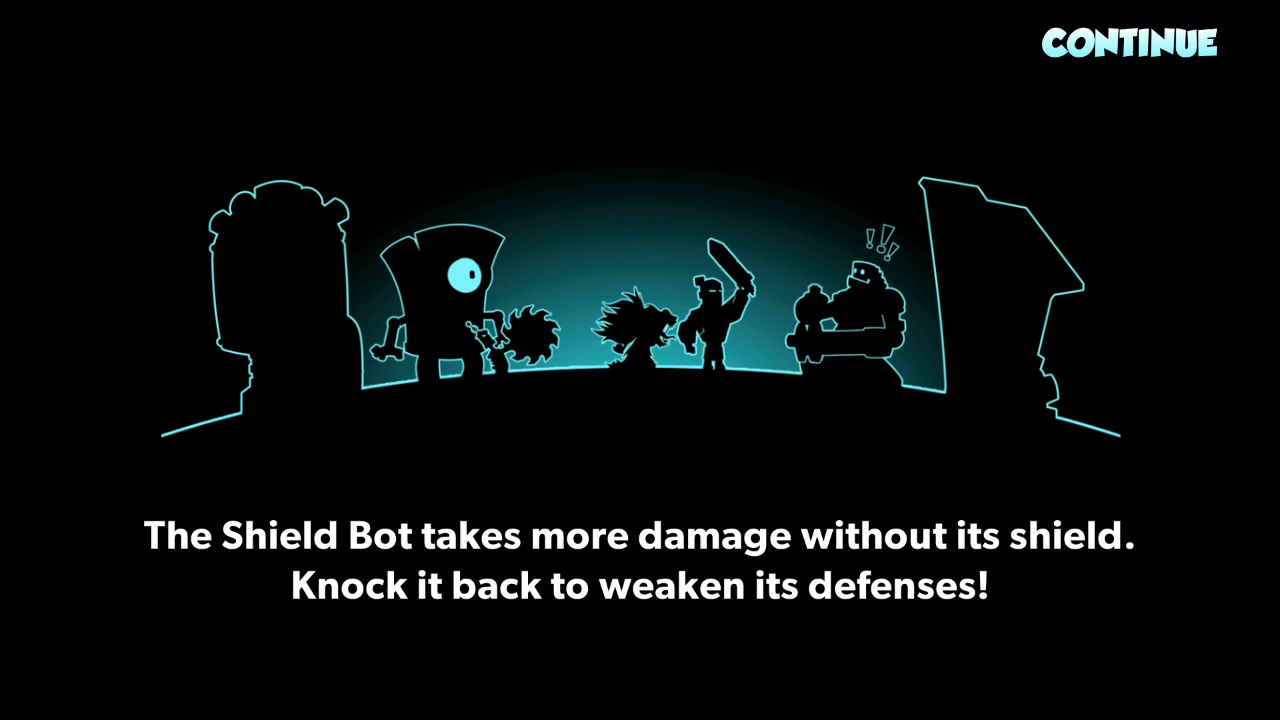 CONTINUE
The Shield Bot takes more damage without its shield.
Knock it back to weaken its defenses!